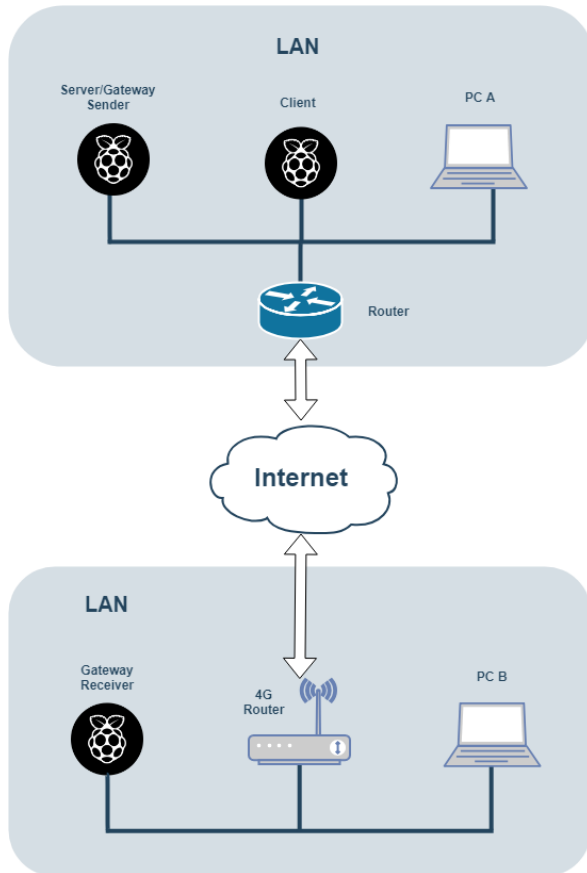 LAN
Server/Gateway
Sender
Client
PC A
Router
Internet
LAN
Gateway
Receiver
4G
Router
PC B